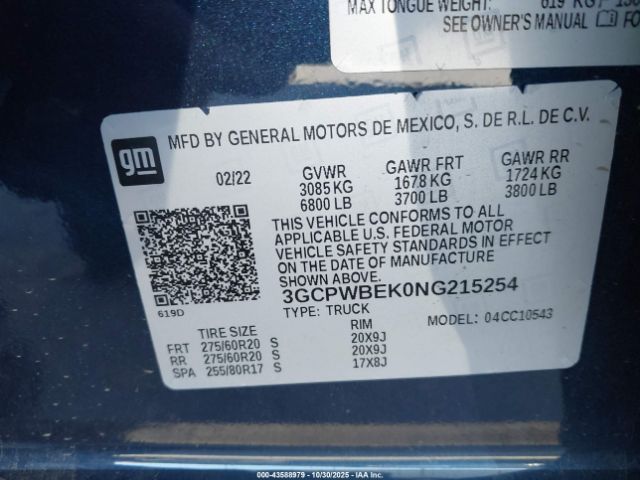 MAX TONGUE WEIGHT: 619 KG
SEE OWNER'S MANUAL FO
gm
MFD BY GENERAL MOTORS DE MEXICO, S. DE R.L. DE C.V.
02/22 GVWR GAWR FRT GAWR RR
3085 KG 1678 KG 1724 KG
6800 LB 3700 LB 3800 LB
THIS VEHICLE CONFORMS TO ALL
APPLICABLE U.S. FEDERAL MOTOR
VEHICLE SAFETY STANDARDS IN EFFECT
ON THE DATE OF MANUFACTURE
SHOWN ABOVE.
619D
3GCPWBEK0NG215254
TYPE: TRUCK MODEL: 04CC10543
TIRE SIZE RIM
FRT 275/60R20 S 20X9J
RR 275/60R20 S 20X9J
SPA 255/80R17 S 17X8J
000-43588979 - 10/30/2025 - IAA, Inc.